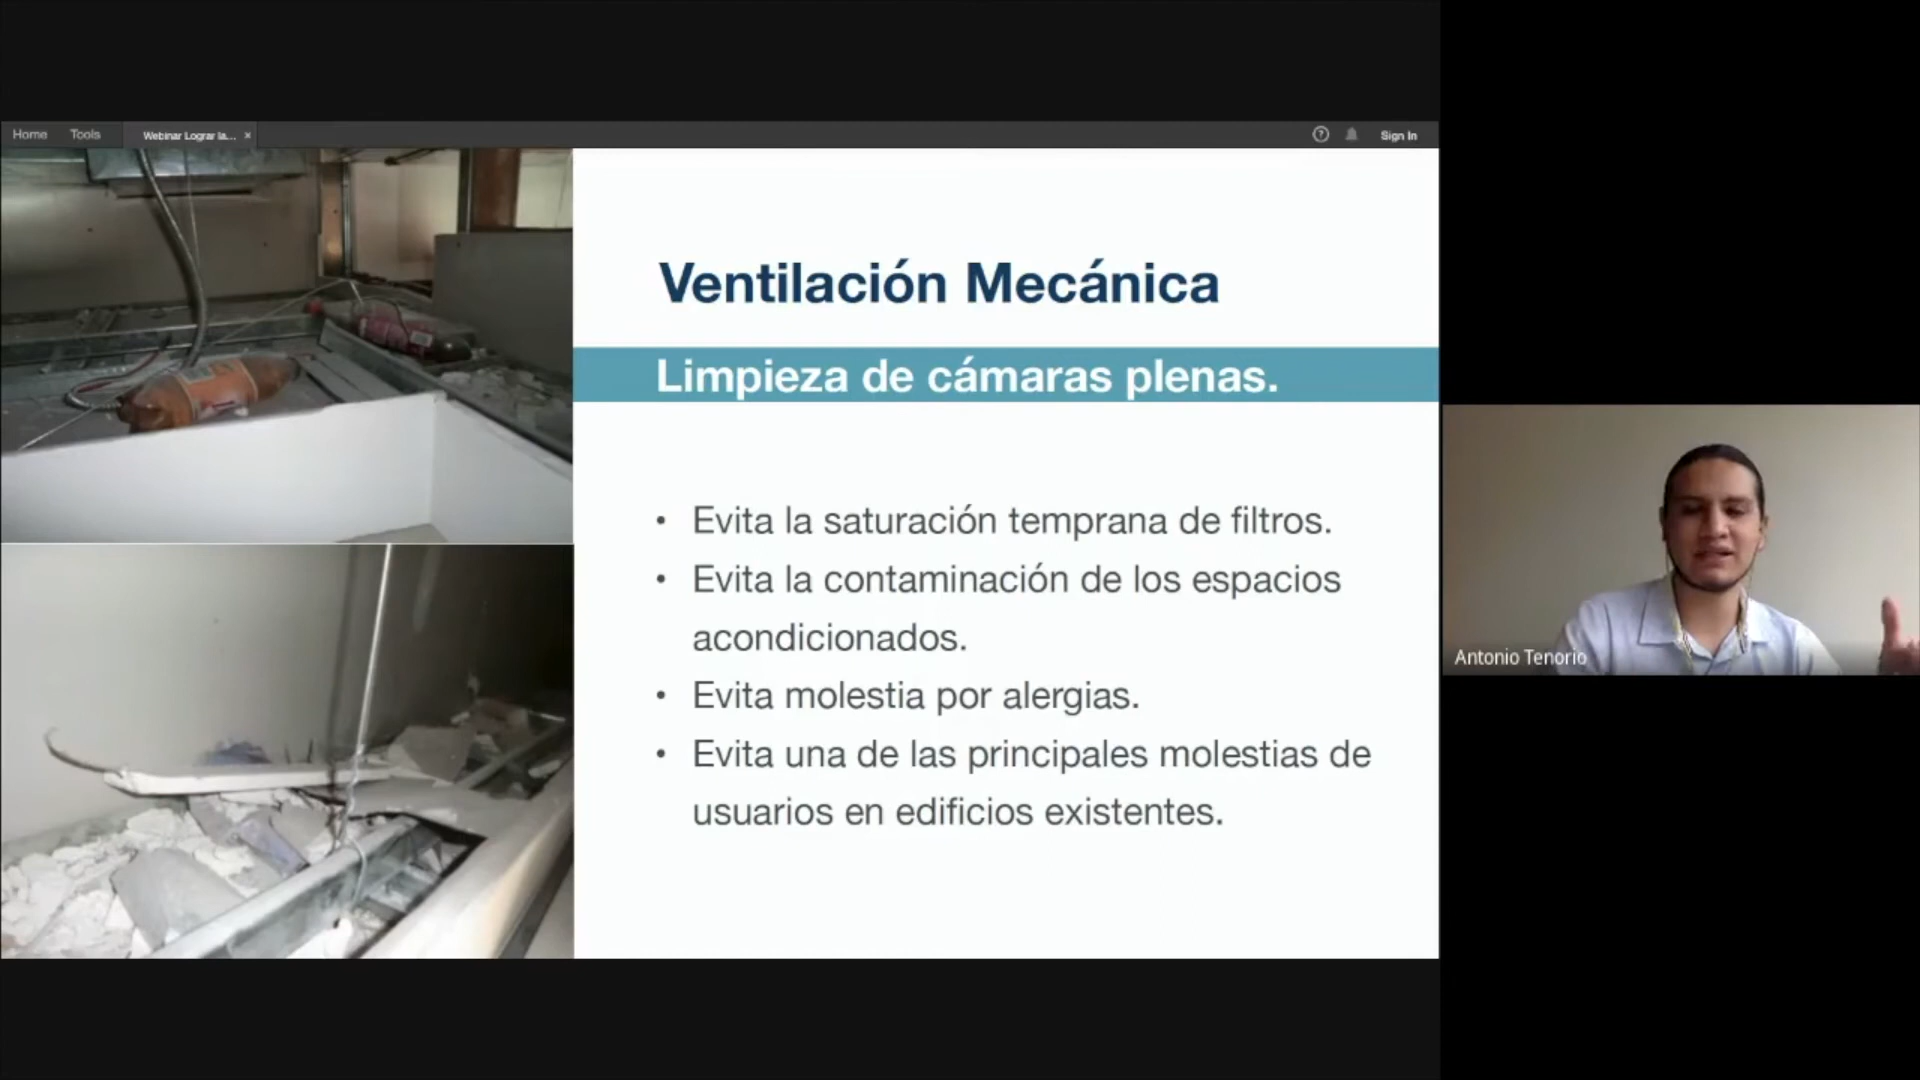 Home Tools Webinar Lograr la... × ? Sign In
Ventilación Mecánica
Limpieza de cámaras plenas.
• Evita la saturación temprana de filtros.
• Evita la contaminación de los espacios
acondicionados.
• Evita molestia por alergias.
• Evita una de las principales molestias de
usuarios en edificios existentes.
Antonio Tenorio